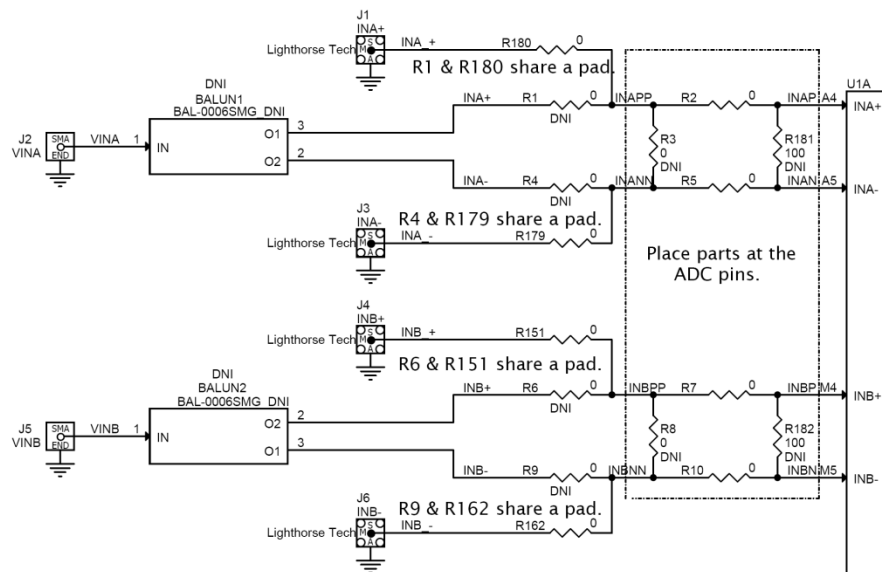 J1
INA+
Lighthorse Tech
S
M
A
INA_+
R180
0
R1 & R180 share a pad.
U1A
DNI
BALUN1
BAL-0006SMG_DNI
J2
VINA
SMA
END
VINA
1
IN
O1
3
O2
2
INA+
R1
0
DNI
INAPP
R2
0
INAP
A4
INA+
R3
0
DNI
R181
100
DNI
INA-
R4
0
DNI
INANN
R5
0
INAN
A5
INA-
R4 & R179 share a pad.
J3
INA-
Lighthorse Tech
S
M
A
INA_-
R179
0
Place parts at the
ADC pins.
J4
INB+
Lighthorse Tech
S
M
A
INB_+
R151
0
R6 & R151 share a pad.
DNI
BALUN2
BAL-0006SMG_DNI
J5
VINB
SMA
END
VINB
1
IN
O2
2
O1
3
INB+
R6
0
DNI
INBPP
R7
0
INBP
M4
INB+
R8
0
DNI
R182
100
DNI
INB-
R9
0
DNI
INBNN
R10
0
INBN
M5
INB-
R9 & R162 share a pad.
J6
INB-
Lighthorse Tech
S
M
A
INB_-
R162
0